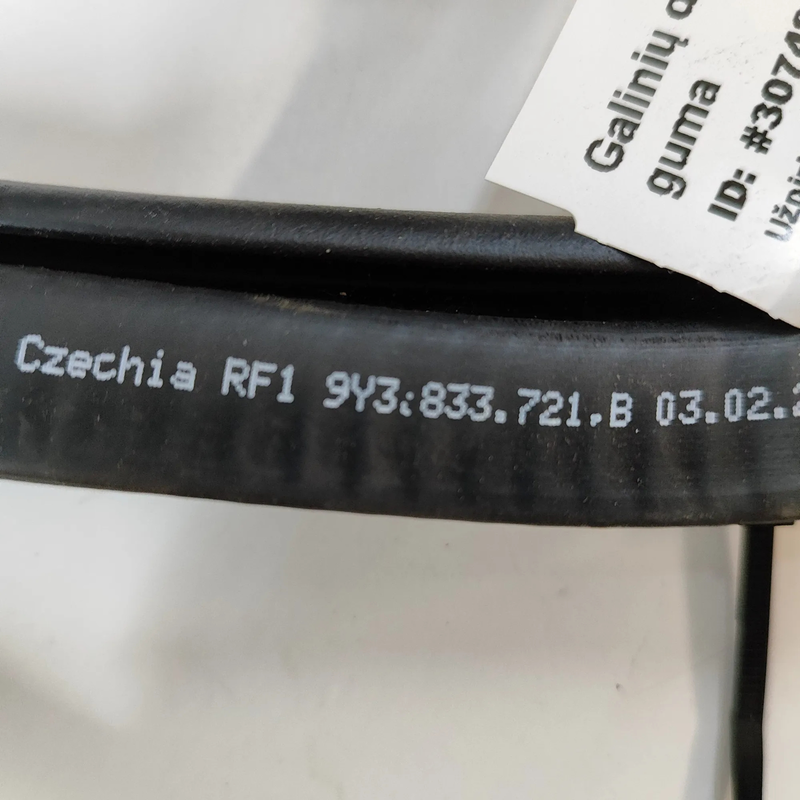 Galinių
guma
ID: #3074
Czechia RF1 9Y3:833.721.B 03.02.